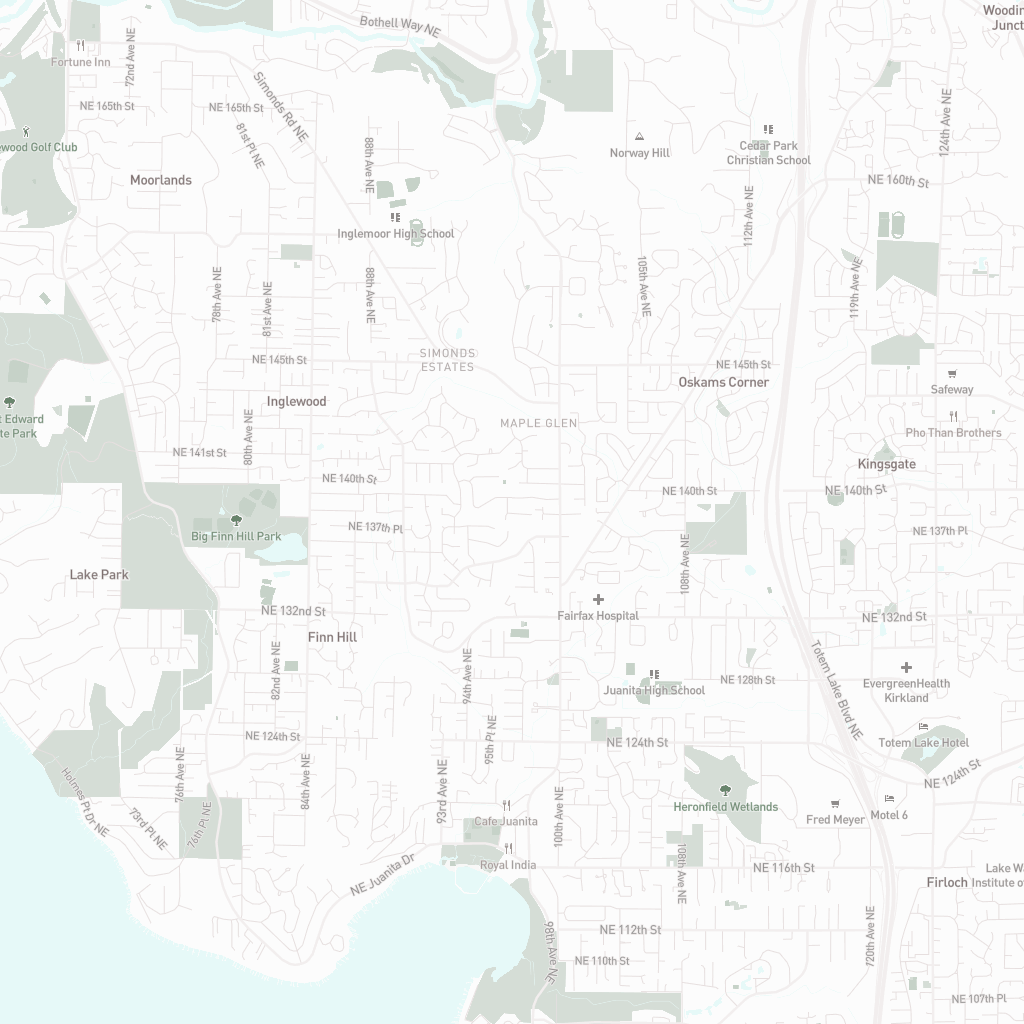 Bothell Way NE
Woodin
Junct
Fortune Inn
72nd Ave NE
Simonds Rd NE
NE 165th St
NE 165th St
81st Pl NE
88th Ave NE
124th Ave NE
ewood Golf Club
Norway Hill
Cedar Park
Christian School
Moorlands
NE 160th St
112th Ave NE
Inglemoor High School
78th Ave NE
81st Ave NE
88th Ave NE
105th Ave NE
119th Ave NE
NE 145th St
SIMONDS
ESTATES
NE 145th St
Oskams Corner
Safeway
Inglewood
t Edward
te Park
80th Ave NE
MAPLE GLEN
Pho Than Brothers
NE 141st St
Kingsgate
NE 140th St
NE 140th St
NE 140th St
Big Finn Hill Park
NE 137th Pl
NE 137th Pl
Lake Park
108th Ave NE
NE 132nd St
Fairfax Hospital
NE 132nd St
Finn Hill
82nd Ave NE
94th Ave NE
Juanita High School
NE 128th St
Totem Lake Blvd NE
EvergreenHealth
Kirkland
NE 124th St
95th Pl NE
NE 124th St
Totem Lake Hotel
76th Ave NE
84th Ave NE
NE 124th St
Holmes Pt Dr NE
73rd Pl NE
76th Pl NE
93rd Ave NE
Cafe Juanita
100th Ave NE
Heronfield Wetlands
Fred Meyer
Motel 6
Royal India
NE Juanita Dr
108th Ave NE
NE 116th St
Lake Wa
Firloch
Institute of
98th Ave NE
NE 112th St
720th Ave NE
NE 110th St
NE 107th Pl